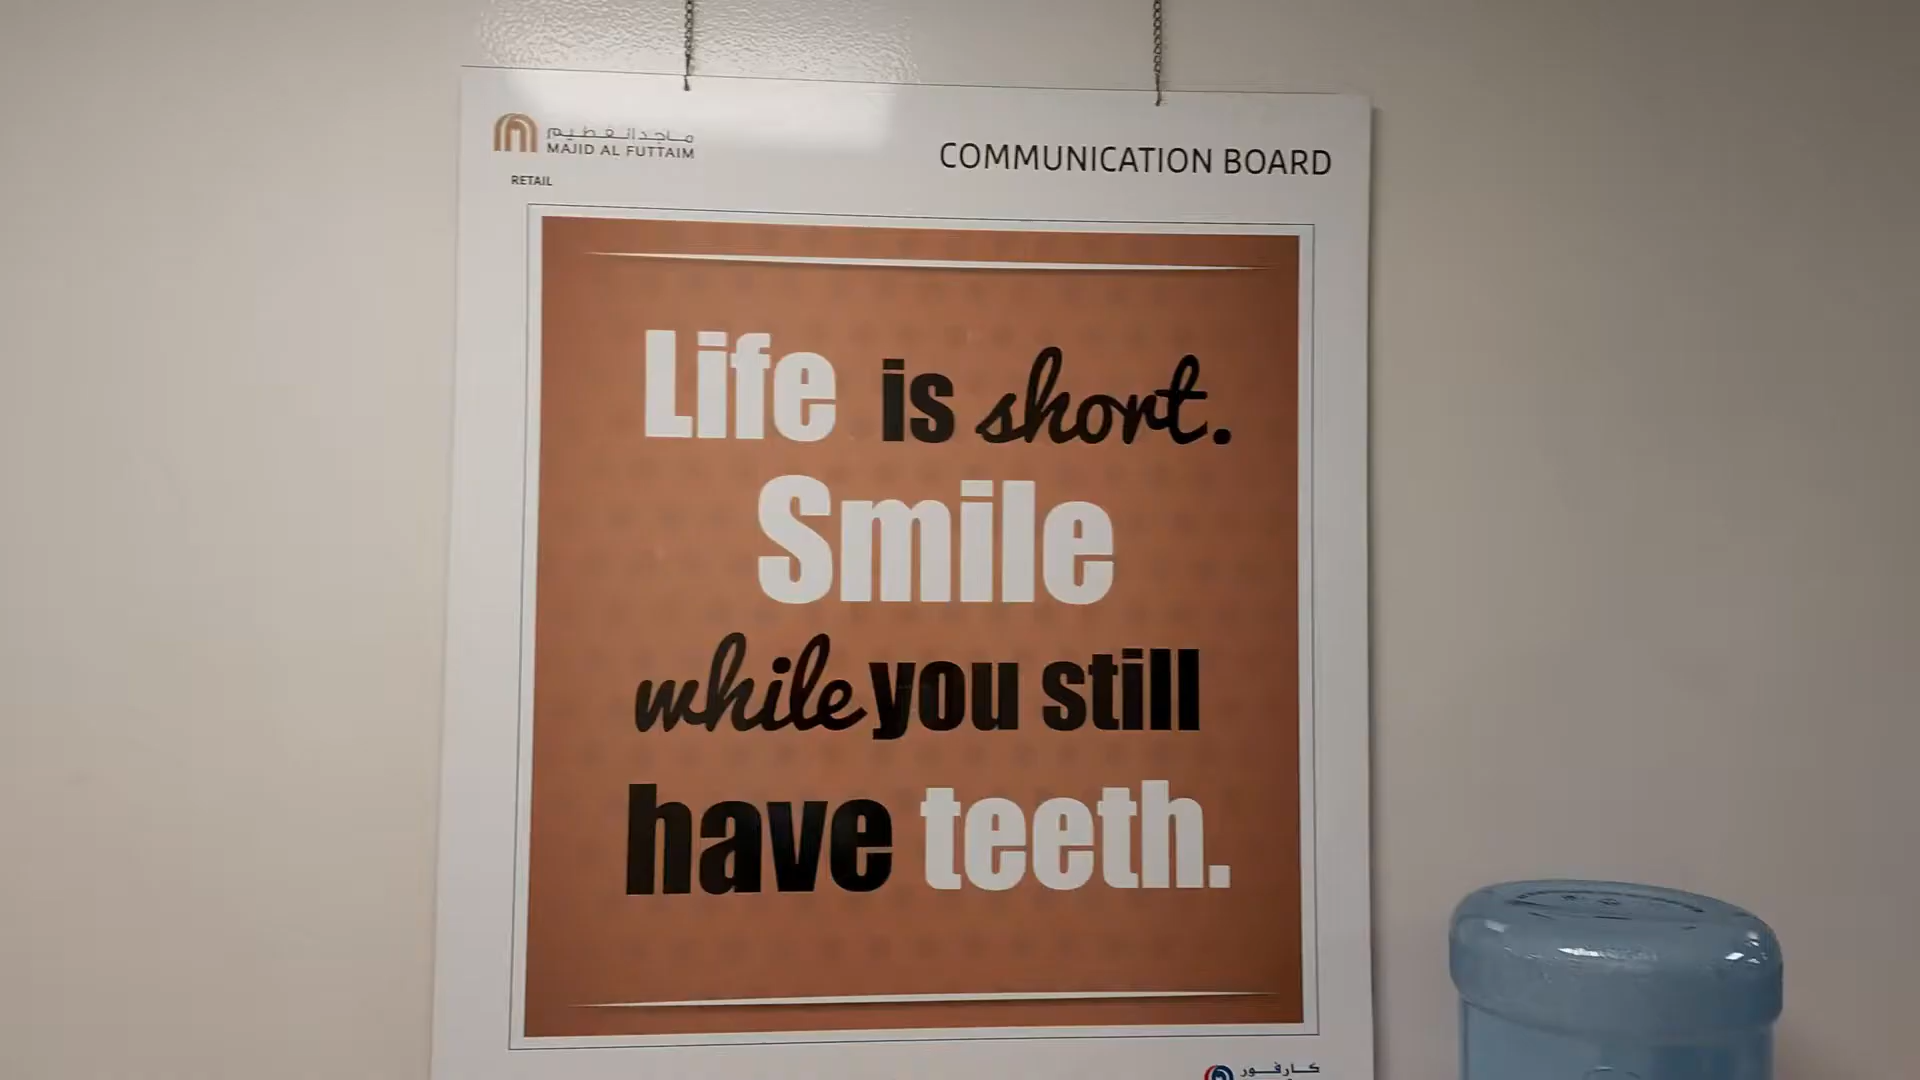 ماجد الفطيم
MAJID AL FUTTAIM
RETAIL
COMMUNICATION BOARD
Life is short.
Smile
while you still
have teeth.
كارفور